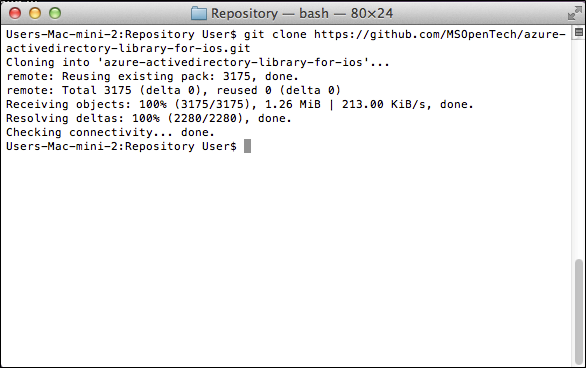 Repository — bash — 80×24
Users-Mac-mini-2:Repository User$ git clone https://github.com/MSOpenTech/azure-
activedirectory-library-for-ios.git
Cloning into 'azure-activedirectory-library-for-ios'...
remote: Reusing existing pack: 3175, done.
remote: Total 3175 (delta 0), reused 0 (delta 0)
Receiving objects: 100% (3175/3175), 1.26 MiB | 213.00 KiB/s, done.
Resolving deltas: 100% (2280/2280), done.
Checking connectivity... done.
Users-Mac-mini-2:Repository User$